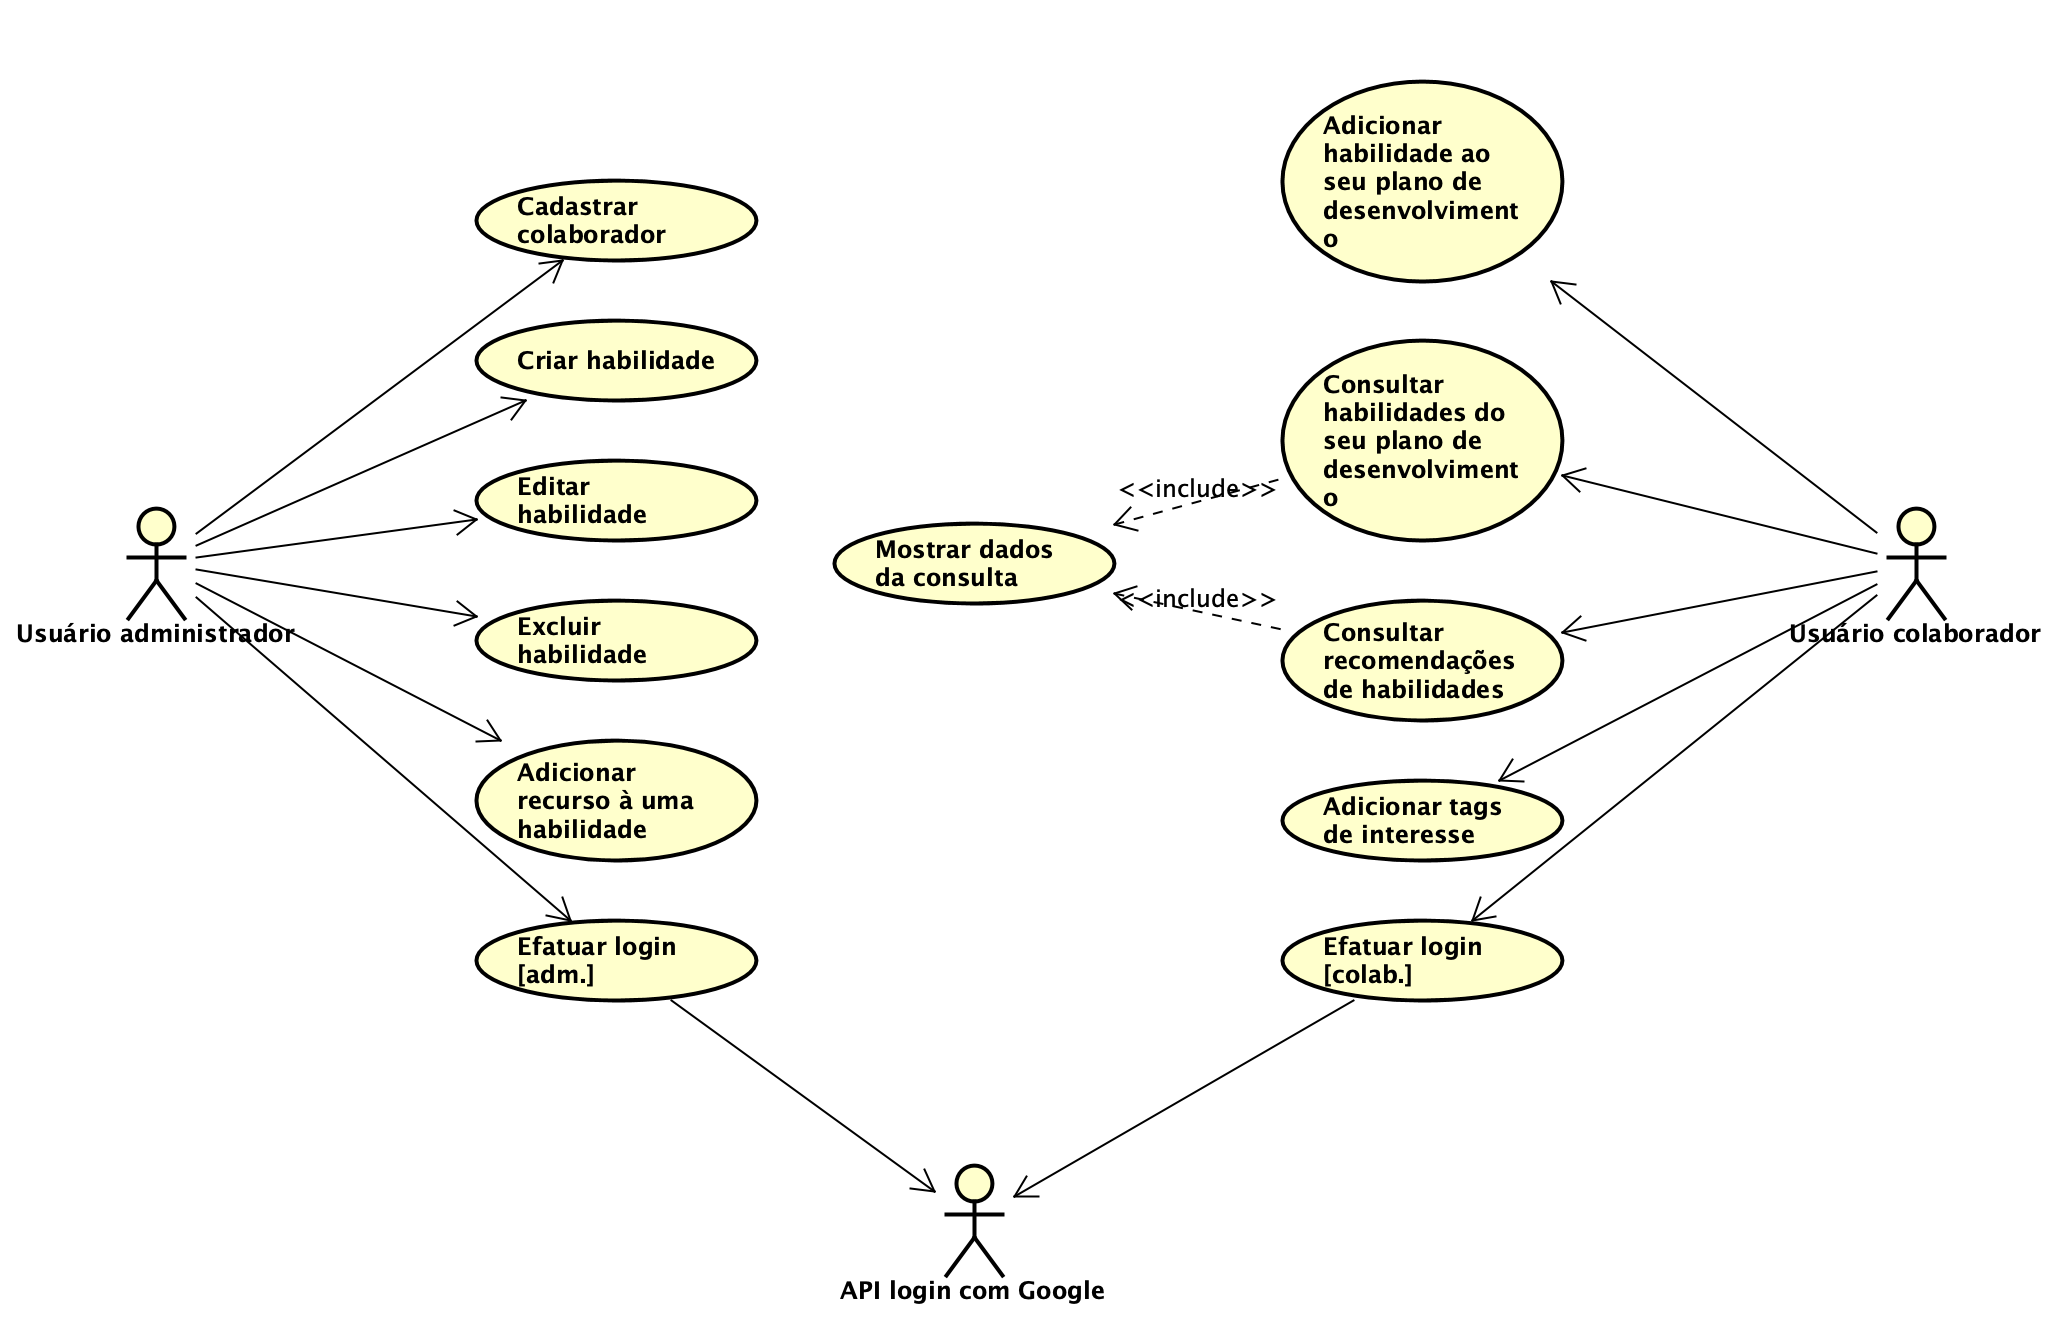 Cadastrar
colaborador
Criar habilidade
Editar
habilidade
Excluir
habilidade
Adicionar
recurso à uma
habilidade
Efatuar login
[adm.]
Usuário administrador
Mostrar dados
da consulta
<<include>>
<<include>>
Adicionar
habilidade ao
seu plano de
desenvolviment
o
Consultar
habilidades do
seu plano de
desenvolviment
o
Consultar
recomendações
de habilidades
Adicionar tags
de interesse
Efatuar login
[colab.]
Usuário colaborador
API login com Google